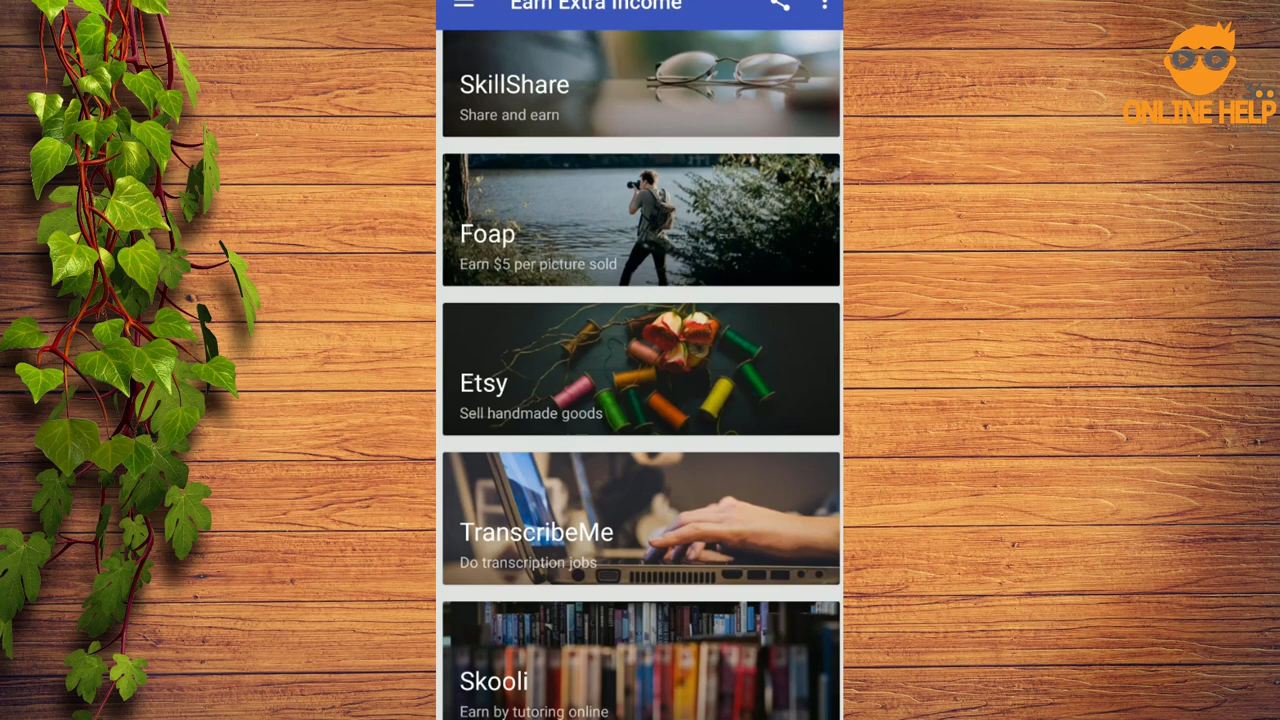 Earn Extra Income
ONLINE HELP
SkillShare
Share and earn
Foap
Earn $5 per picture sold
Etsy
Sell handmade goods
TranscribeMe
Do transcription jobs
Skooli
Earn by tutoring online